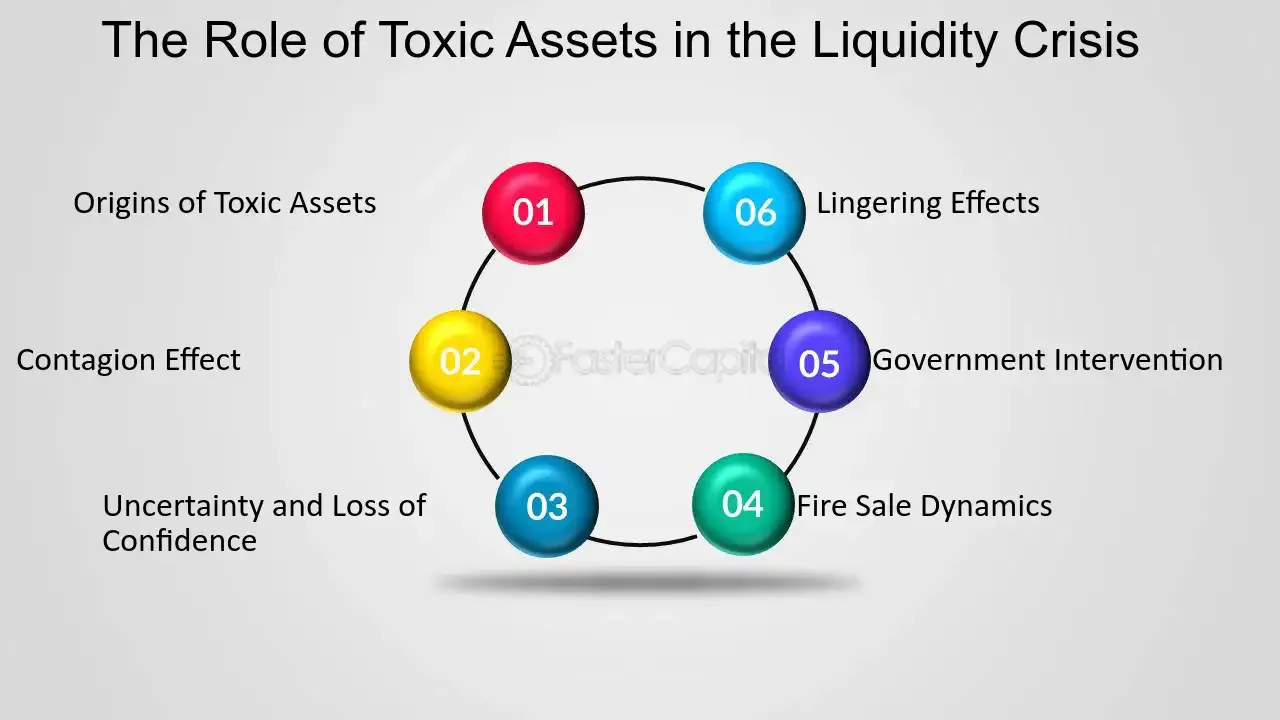 The Role of Toxic Assets in the Liquidity Crisis
Origins of Toxic Assets
01
06
Lingering Effects
Contagion Effect
02
FasterCapital
05
Government Intervention
Uncertainty and Loss of
Confidence
03
04
Fire Sale Dynamics